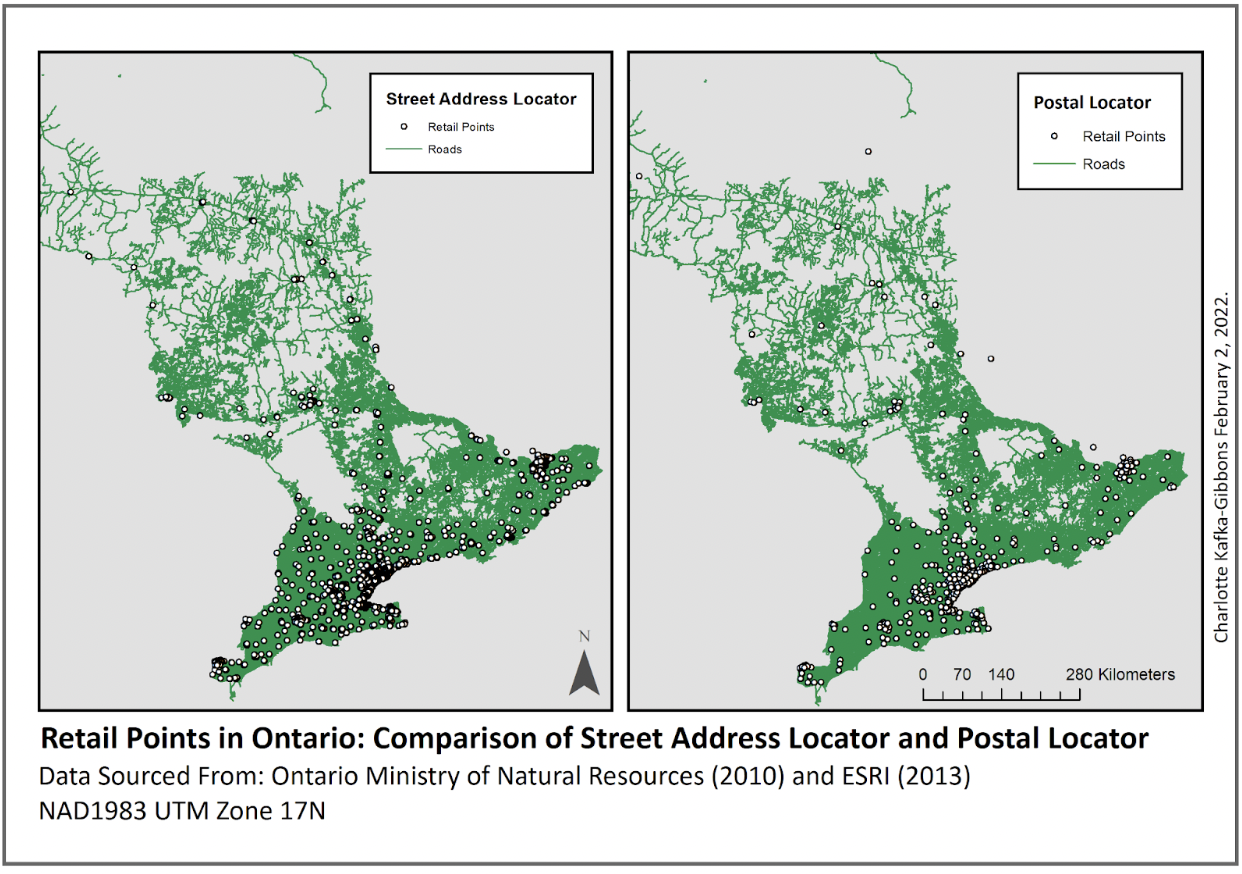 Street Address Locator
Retail Points
Roads
N
Postal Locator
Retail Points
Roads
0 70 140 280 Kilometers
Charlotte Kafka-Gibbons February 2, 2022.
Retail Points in Ontario: Comparison of Street Address Locator and Postal Locator
Data Sourced From: Ontario Ministry of Natural Resources (2010) and ESRI (2013)
NAD1983 UTM Zone 17N